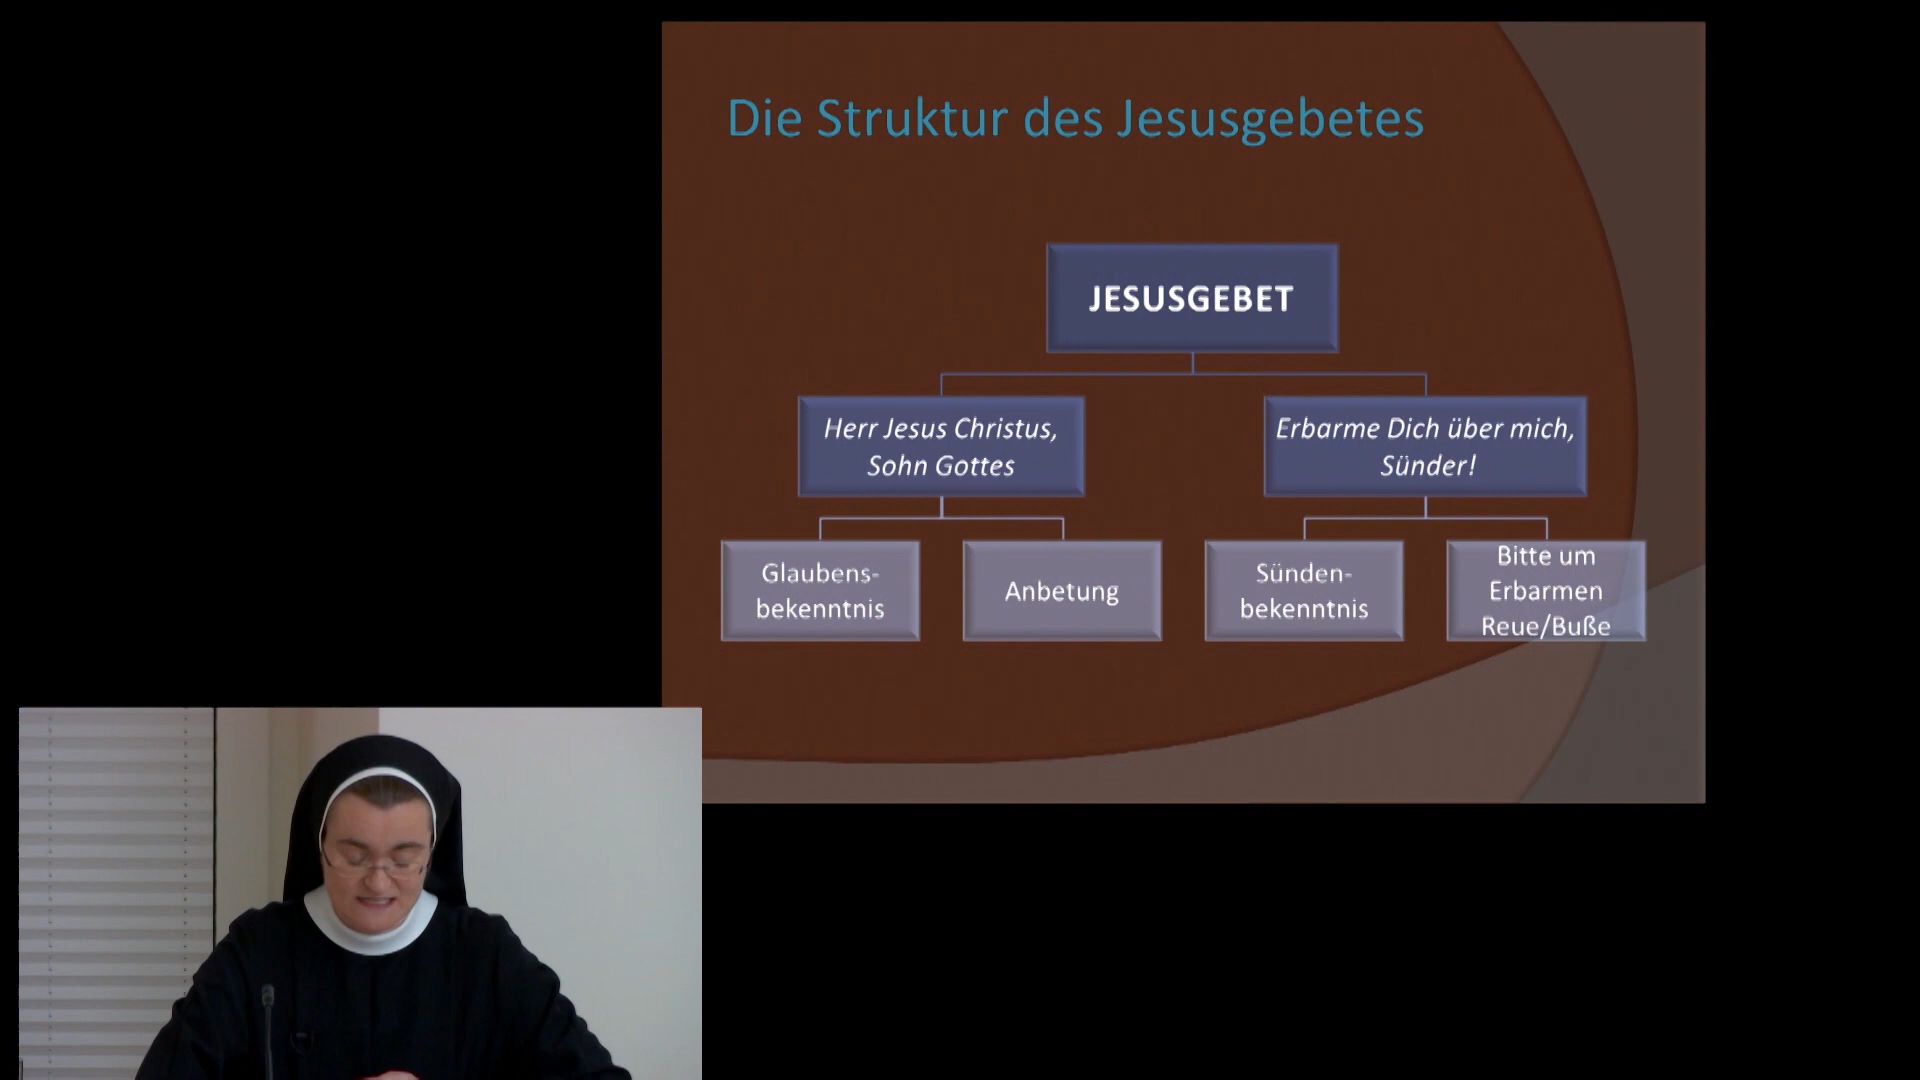 Die Struktur des Jesusgebetes
JESUSGEBET
Herr Jesus Christus,
Sohn Gottes
Erbarme Dich über mich,
Sünder!
Glaubens-
bekenntnis
Anbetung
Sünden-
bekenntnis
Bitte um
Erbarmen
Reue/Buße